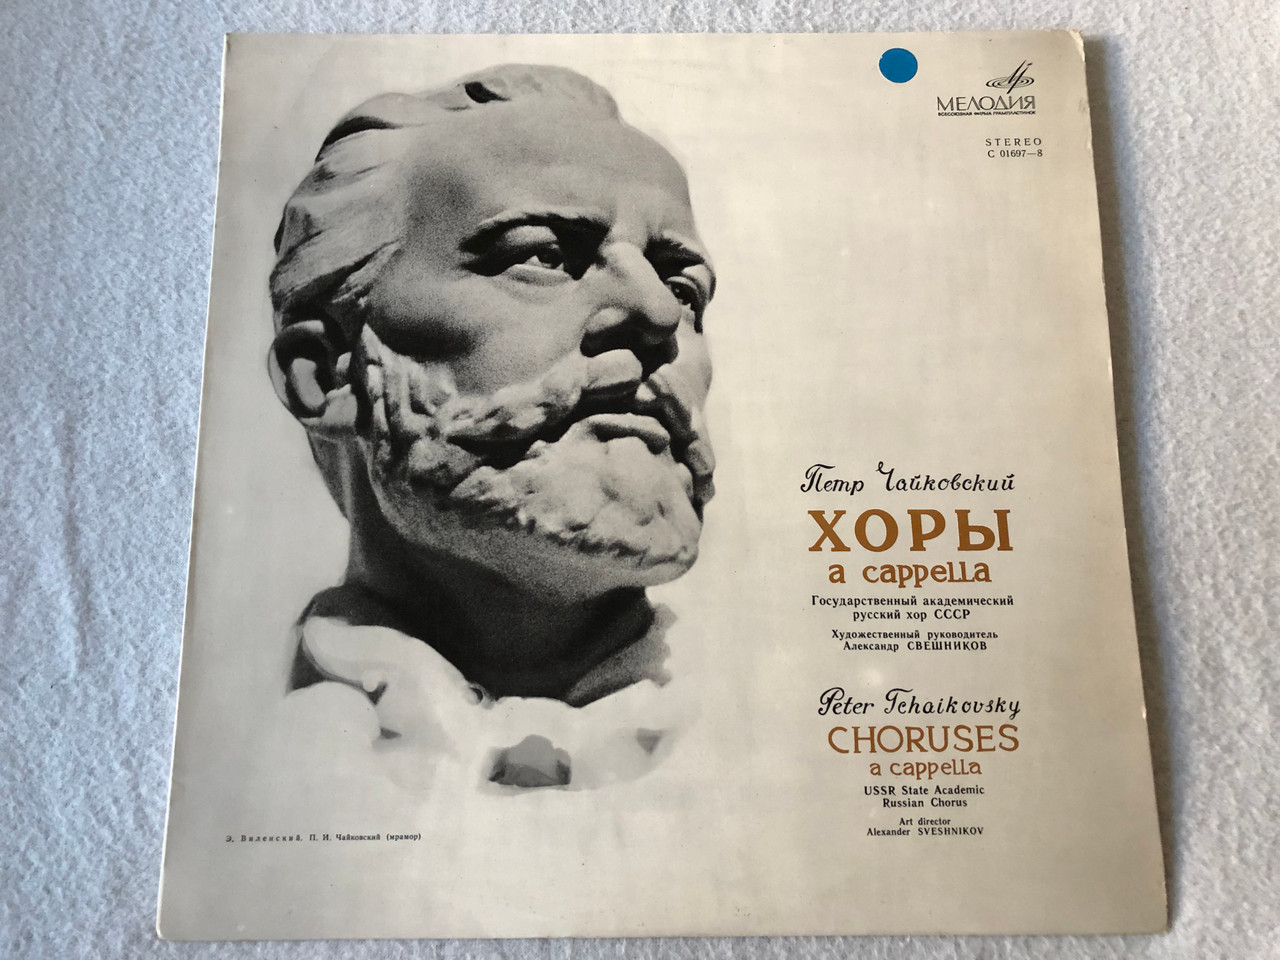 МЕЛОДИЯ
ВСЕСОЮЗНАЯ ФИРМА ГРАМПЛАСТИНОК
STEREO
С 01697—8
Петр Чайковский
ХОРЫ
a cappella
Государственный академический
русский хор СССР
Художественный руководитель
Александр СВЕШНИКОВ
Peter Tchaikovsky
CHORUSES
a cappella
USSR State Academic
Russian Chorus
Art director
Alexander SVESHNIKOV
Э. Виленский. П. И. Чайковский (мрамор)